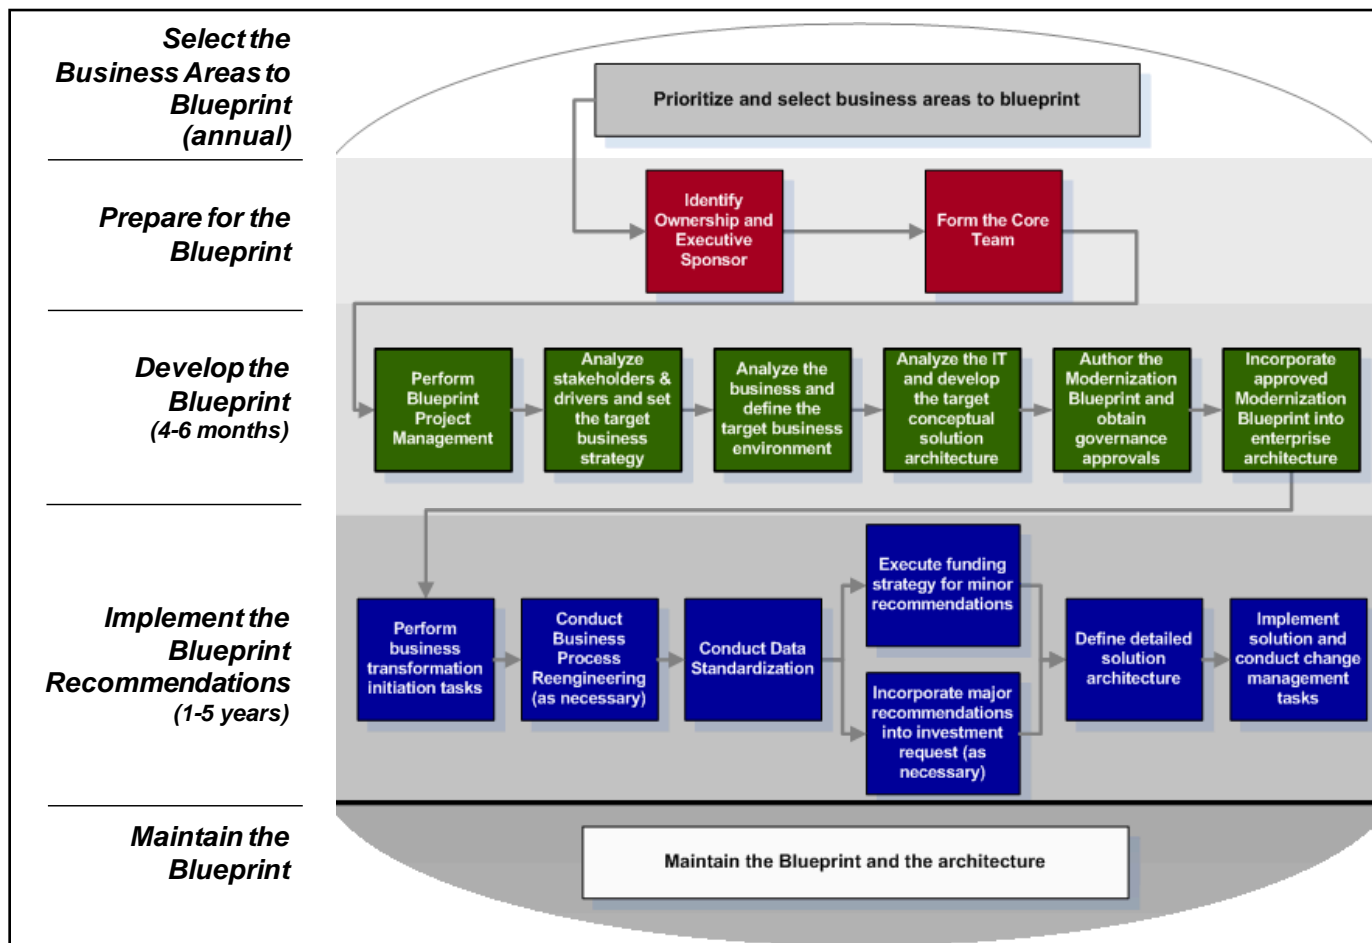 Select the
Business Areas to
Blueprint
(annual)
Prioritize and select business areas to blueprint
Prepare for the
Blueprint
Identify
Ownership and
Executive
Sponsor
Form the Core
Team
Develop the
Blueprint
(4-6 months)
Perform
Blueprint
Project
Management
Analyze
stakeholders &
drivers and set
the target
business
strategy
Analyze the
business and
define the
target business
environment
Analyze the IT
and develop
the target
conceptual
solution
architecture
Author the
Modernization
Blueprint and
obtain
governance
approvals
Incorporate
approved
Modernization
Blueprint into
enterprise
architecture
Implement the
Blueprint
Recommendations
(1-5 years)
Perform
business
transformation
initiation tasks
Conduct
Business
Process
Reengineering
(as necessary)
Conduct Data
Standardization
Execute funding
strategy for minor
recommendations
Incorporate major
recommendations
into investment
request (as
necessary)
Define detailed
solution
architecture
Implement
solution and
conduct change
management
tasks
Maintain the
Blueprint
Maintain the Blueprint and the architecture